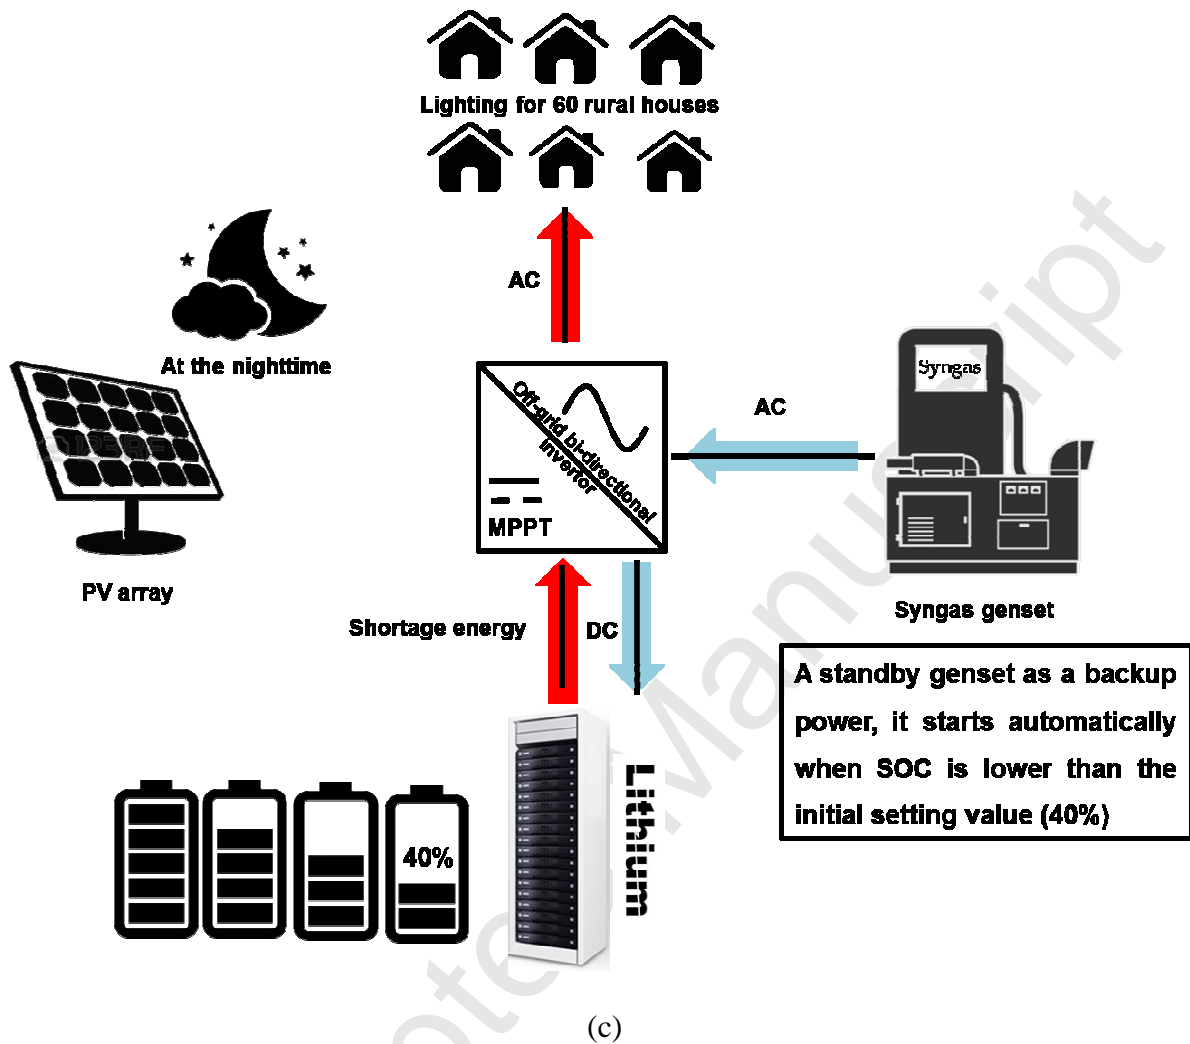 Lighting for 60 rural houses
AC
At the nighttime
Syngas
AC
Off-grid bi-directional
invertor
MPPT
PV array
Shortage energy
DC
Syngas genset
A standby genset as a backup
power, it starts automatically
when SOC is lower than the
initial setting value (40%)
Lithium
40%
(c)